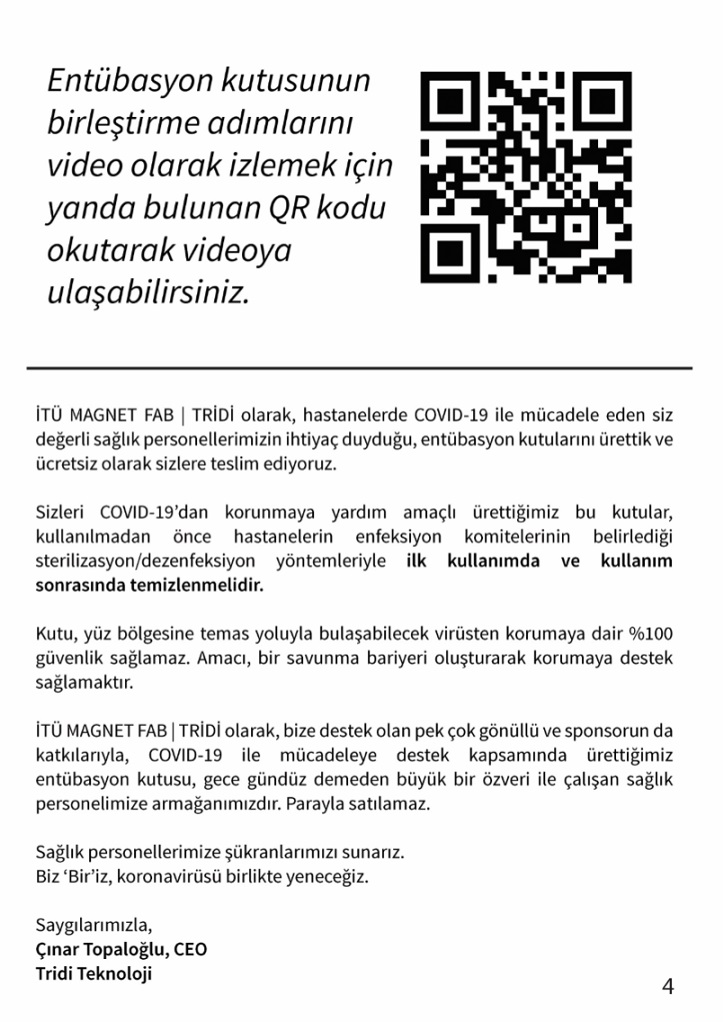 Entübasyon kutusunun
birleştirme adımlarını
video olarak izlemek için
yanda bulunan QR kodu
okutarak videoya
ulaşabilirsiniz.
İTÜ MAGNET FAB | TRİDİ olarak, hastanelerde COVID-19 ile mücadele eden siz
değerli sağlık personellerimizin ihtiyaç duyduğu, entübasyon kutularını ürettik ve
ücretsiz olarak sizlere teslim ediyoruz.
Sizleri COVID-19’dan korunmaya yardım amaçlı ürettiğimiz bu kutular,
kullanılmadan önce hastanelerin enfeksiyon komitelerinin belirlediği
sterilizasyon/dezenfeksiyon yöntemleriyle ilk kullanımda ve kullanım
sonrasında temizlenmelidir.
Kutu, yüz bölgesine temas yoluyla bulaşabilecek virüsten korumaya dair %100
güvenlik sağlamaz. Amacı, bir savunma bariyeri oluşturarak korumaya destek
sağlamaktır.
İTÜ MAGNET FAB | TRİDİ olarak, bize destek olan pek çok gönüllü ve sponsorun da
katkılarıyla, COVID-19 ile mücadeleye destek kapsamında ürettiğimiz
entübasyon kutusu, gece gündüz demeden büyük bir özveri ile çalışan sağlık
personelimize armağanımızdır. Parayla satılamaz.
Sağlık personellerimize şükranlarımızı sunarız.
Biz ‘Bir’iz, koronavirüsü birlikte yeneceğiz.
Saygılarımızla,
Çınar Topaloğlu, CEO
Tridi Teknoloji
4